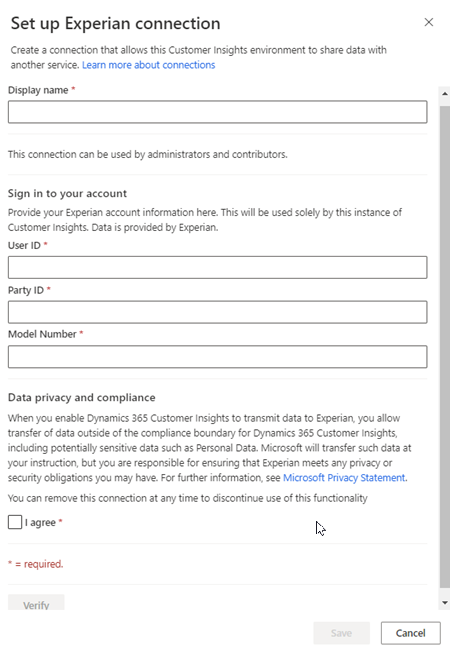 Set up Experian connection
Create a connection that allows this Customer Insights environment to share data with
another service. Learn more about connections
Display name *
This connection can be used by administrators and contributors.
Sign in to your account
Provide your Experian account information here. This will be used solely by this instance of
Customer Insights. Data is provided by Experian.
User ID *
Party ID *
Model Number *
Data privacy and compliance
When you enable Dynamics 365 Customer Insights to transmit data to Experian, you allow
transfer of data outside of the compliance boundary for Dynamics 365 Customer Insights,
including potentially sensitive data such as Personal Data. Microsoft will transfer such data at
your instruction, but you are responsible for ensuring that Experian meets any privacy or
security obligations you may have. For further information, see Microsoft Privacy Statement.
You can remove this connection at any time to discontinue use of this functionality
I agree *
* = required.
Verify
Save Cancel